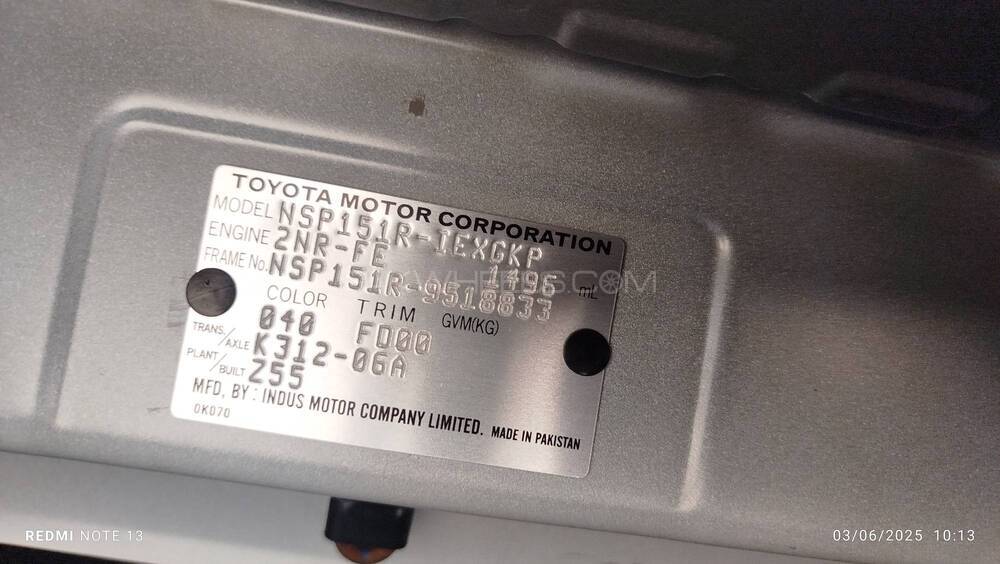 TOYOTA MOTOR CORPORATION
MODEL NSP151R-IEXGKP
ENGINE 2NR-FE 1496 mL
FRAME No. NSP151R-9518833
COLOR TRIM GVM(KG)
040 FD00
TRANS./AXLE K312-06A
PLANT/BUILT Z55
MFD. BY : INDUS MOTOR COMPANY LIMITED. MADE IN PAKISTAN
0K070
REDMI NOTE 13
03/06/2025 10:13